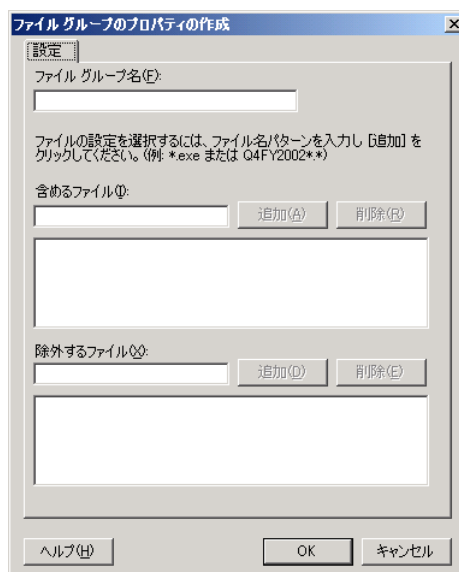 ファイル グループのプロパティの作成
設定
ファイル グループ名(F):
ファイルの設定を選択するには、ファイル名パターンを入力し [追加] を
クリックしてください。(例: *.exe または Q4FY2002*.*)
含めるファイル(I):
追加(A)
削除(R)
除外するファイル(X):
追加(D)
削除(E)
ヘルプ(H)
OK
キャンセル